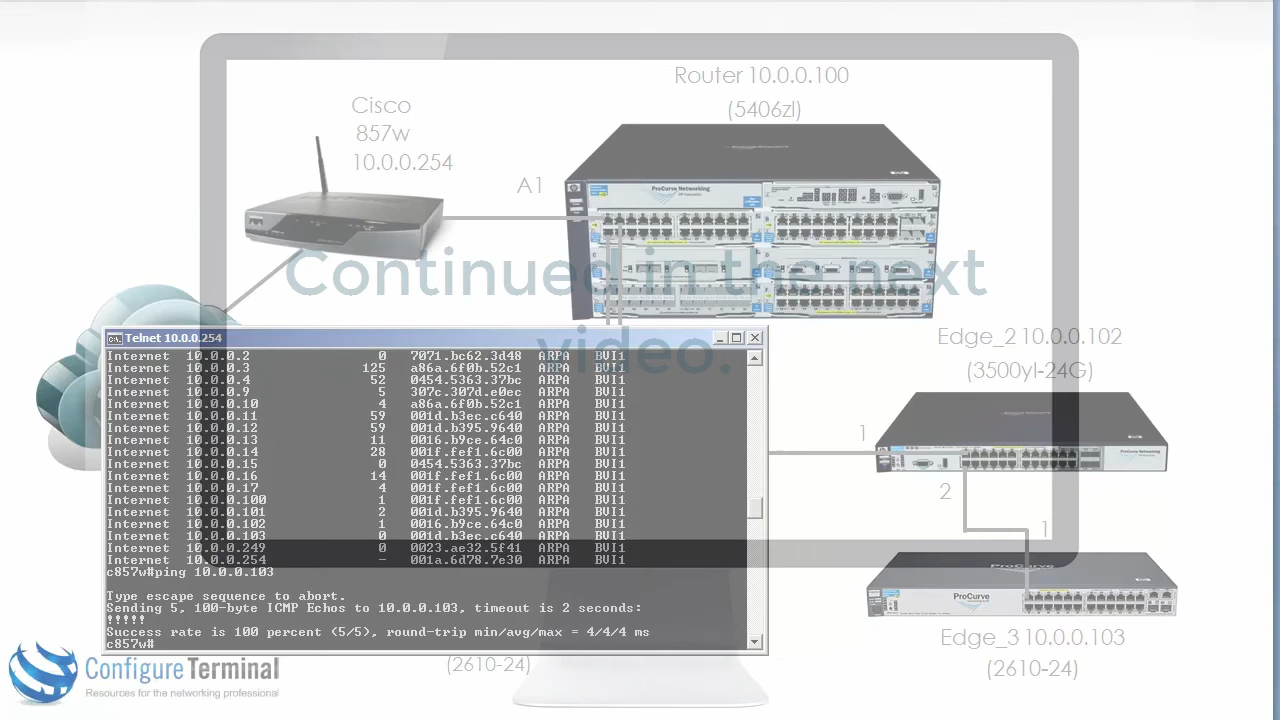 Router 10.0.0.100
(5406zl)
Cisco
857w
10.0.0.254
A1
ProCurve Networking
Continued in the next
video.
Edge_2 10.0.0.102
(3500yl-24G)
1
2
1
ProCurve
ProCurve
Edge_3 10.0.0.103
(2610-24)
Telnet 10.0.0.254
Internet 10.0.0.2 0 7071.bc62.3d48 ARPA BVI1
Internet 10.0.0.3 125 a86a.6f0b.52c1 ARPA BVI1
Internet 10.0.0.4 52 0454.5363.37bc ARPA BVI1
Internet 10.0.0.9 5 307c.307d.e0ec ARPA BVI1
Internet 10.0.0.10 4 a86a.6f0b.52c1 ARPA BVI1
Internet 10.0.0.11 59 001d.b3ec.c640 ARPA BVI1
Internet 10.0.0.12 59 001d.b395.9640 ARPA BVI1
Internet 10.0.0.13 11 0016.b9ce.64c0 ARPA BVI1
Internet 10.0.0.14 28 001f.fef1.6c00 ARPA BVI1
Internet 10.0.0.15 4 0454.5363.37bc ARPA BVI1
Internet 10.0.0.16 14 001f.fef1.6c00 ARPA BVI1
Internet 10.0.0.17 4 001f.fef1.6c00 ARPA BVI1
Internet 10.0.0.100 1 001f.fef1.6c00 ARPA BVI1
Internet 10.0.0.101 2 001d.b395.9640 ARPA BVI1
Internet 10.0.0.102 1 0016.b9ce.64c0 ARPA BVI1
Internet 10.0.0.103 0 001d.b3ec.c640 ARPA BVI1
Internet 10.0.0.249 0 0023.ae32.5f41 ARPA BVI1
Internet 10.0.0.254 - 001a.6d78.7e30 ARPA BVI1
c857w#ping 10.0.0.103
Type escape sequence to abort.
Sending 5, 100-byte ICMP Echos to 10.0.0.103, timeout is 2 seconds:
!!!!!
Success rate is 100 percent (5/5), round-trip min/avg/max = 4/4/4 ms
c857w#
(2610-24)
Configure Terminal
Resources for the networking professional